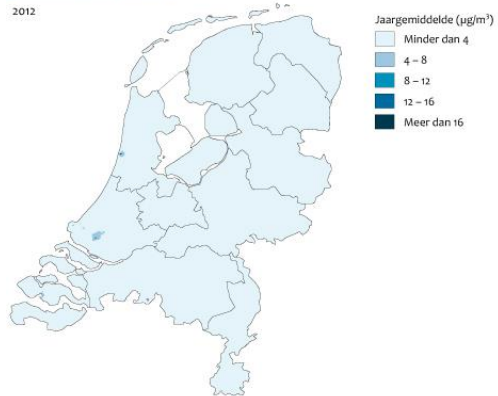 2012
Jaargemiddelde (µg/m³)
Minder dan 4
4 – 8
8 – 12
12 – 16
Meer dan 16